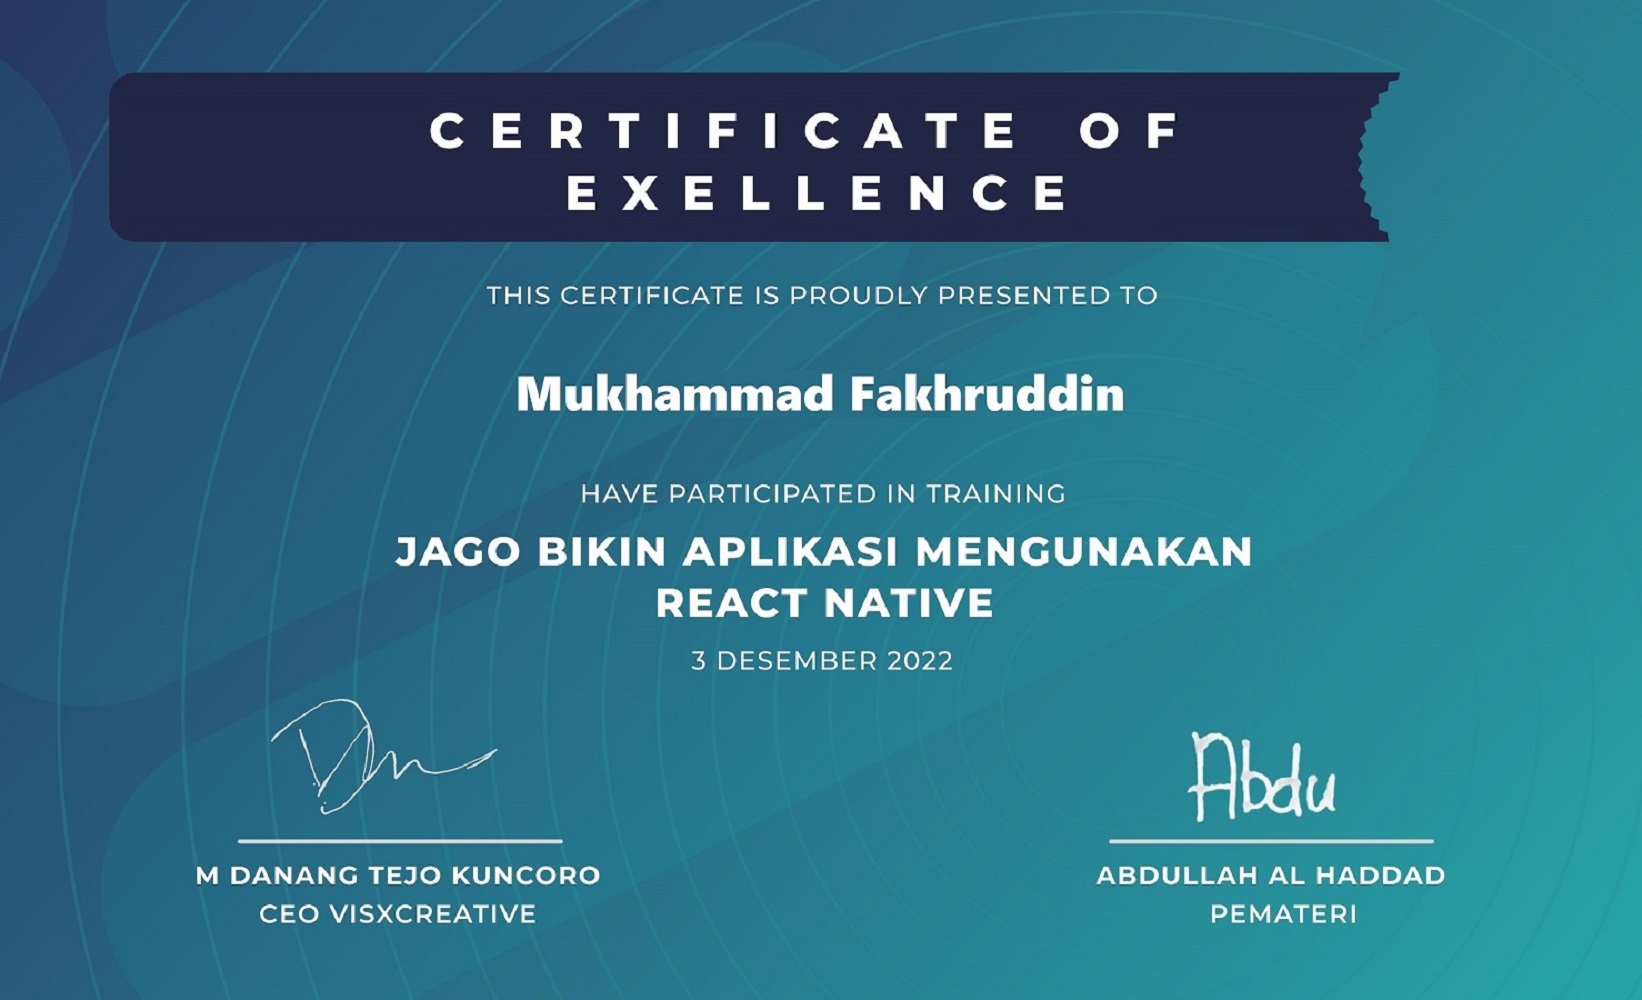 CERTIFICATE OF
EXELLENCE
THIS CERTIFICATE IS PROUDLY PRESENTED TO
Mukhammad Fakhruddin
HAVE PARTICIPATED IN TRAINING
JAGO BIKIN APLIKASI MENGUNAKAN
REACT NATIVE
3 DESEMBER 2022
Abdu
M DANANG TEJO KUNCORO
CEO VISXCREATIVE
ABDULLAH AL HADDAD
PEMATERI